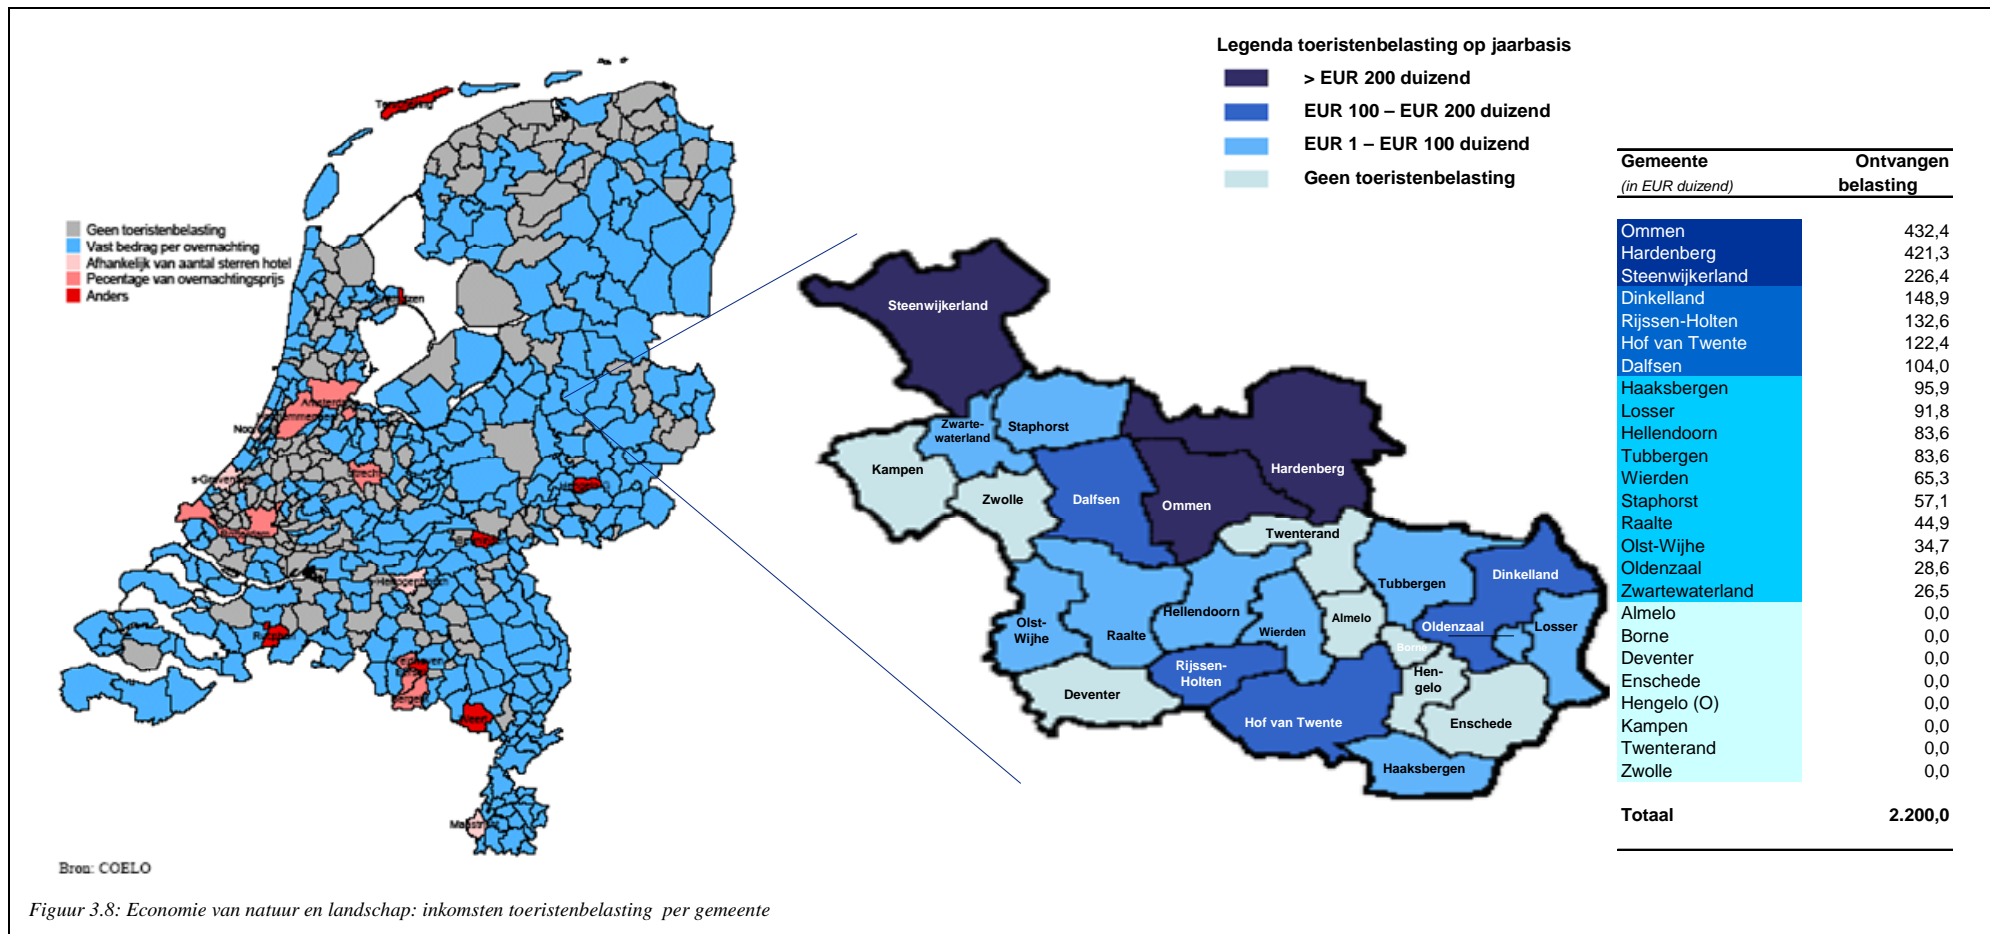 Legenda toeristenbelasting op jaarbasis
> EUR 200 duizend
EUR 100 – EUR 200 duizend
EUR 1 – EUR 100 duizend
Geen toeristenbelasting
Geen toeristenbelasting
Vast bedrag per overnachting
Afhankelijk van aantal sterren hotel
Pecentage van overnachtingsprijs
Anders
Steenwijkerland
Zwarte-
waterland
Staphorst
Kampen
Zwolle
Dalfsen
Ommen
Hardenberg
Twenterand
Tubbergen
Dinkelland
Olst-
Wijhe
Raalte
Hellendoorn
Wierden
Almelo
Oldenzaal
Losser
Borne
Rijssen-
Holten
Hen-
gelo
Deventer
Hof van Twente
Enschede
Haaksbergen
Gemeente Ontvangen
(in EUR duizend) belasting
Ommen 432,4
Hardenberg 421,3
Steenwijkerland 226,4
Dinkelland 148,9
Rijssen-Holten 132,6
Hof van Twente 122,4
Dalfsen 104,0
Haaksbergen 95,9
Losser 91,8
Hellendoorn 83,6
Tubbergen 83,6
Wierden 65,3
Staphorst 57,1
Raalte 44,9
Olst-Wijhe 34,7
Oldenzaal 28,6
Zwartewaterland 26,5
Almelo 0,0
Borne 0,0
Deventer 0,0
Enschede 0,0
Hengelo (O) 0,0
Kampen 0,0
Twenterand 0,0
Zwolle 0,0
Totaal 2.200,0
Bron: COELO
Figuur 3.8: Economie van natuur en landschap: inkomsten toeristenbelasting per gemeente